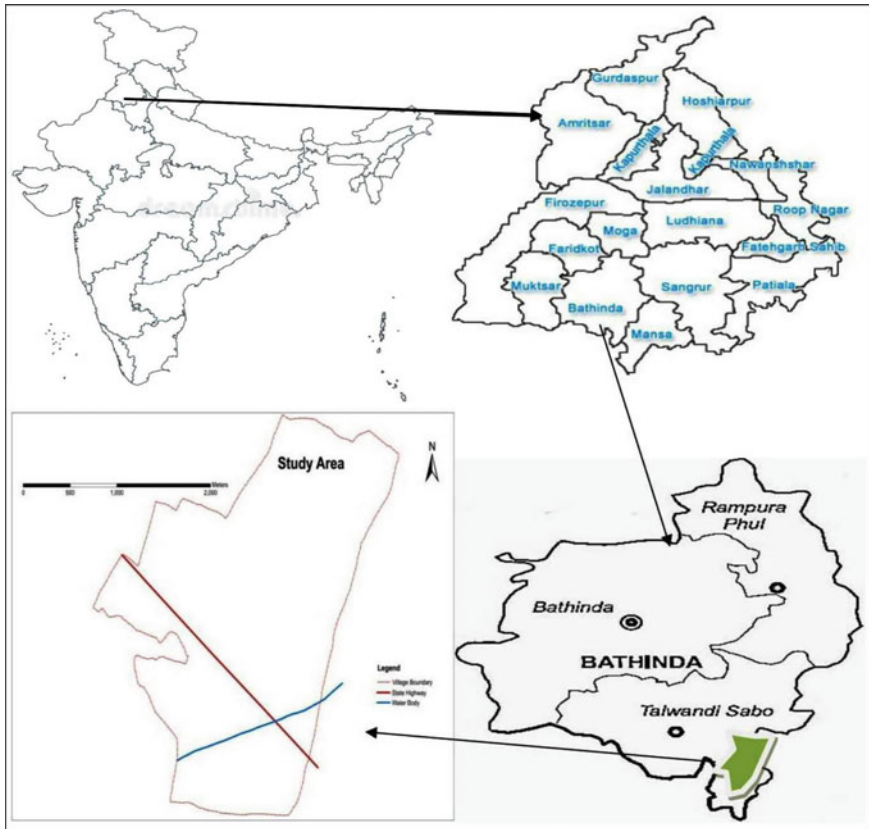 Gurdaspur
Hoshiarpur
Amritsar
Kapurthala
Kapurthala
Nawanshshar
Jalandhar
Firozepur
Roop Nagar
Ludhiana
Moga
Faridkot
Fatehgarb Sahib
Muktsar
Sangrur
Patiala
Bathinda
Mansa
Study Area
N
Meters
0 500 1,000 2,000
Legend
Village Boundary
State Highway
Water Body
Rampura
Phul
Bathinda
BATHINDA
Talwandi Sabo